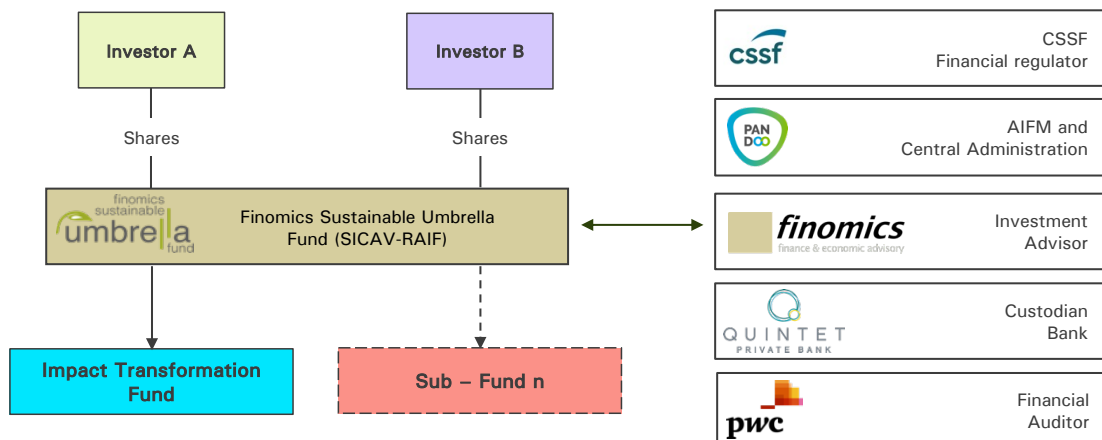 Investor A
Investor B
Shares
Shares
finomics
sustainable
umbrella
fund
Finomics Sustainable Umbrella
Fund (SICAV-RAIF)
Impact Transformation
Fund
Sub – Fund n
cssf
CSSF
Financial regulator
PAN
DOO
AIFM and
Central Administration
finomics
finance & economic advisory
Investment
Advisor
QUINTET
PRIVATE BANK
Custodian
Bank
pwc
Financial
Auditor